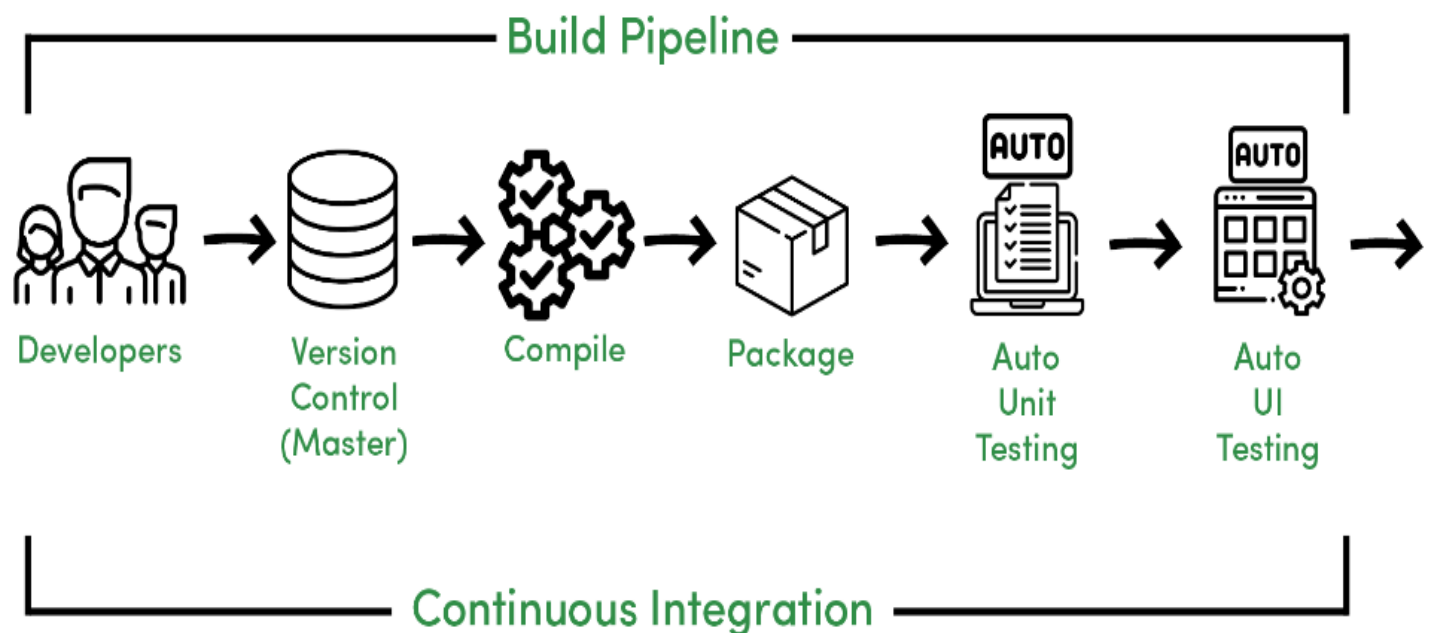 Build Pipeline
AUTO
AUTO
Developers
Version
Control
(Master)
Compile
Package
Auto
Unit
Testing
Auto
UI
Testing
Continuous Integration